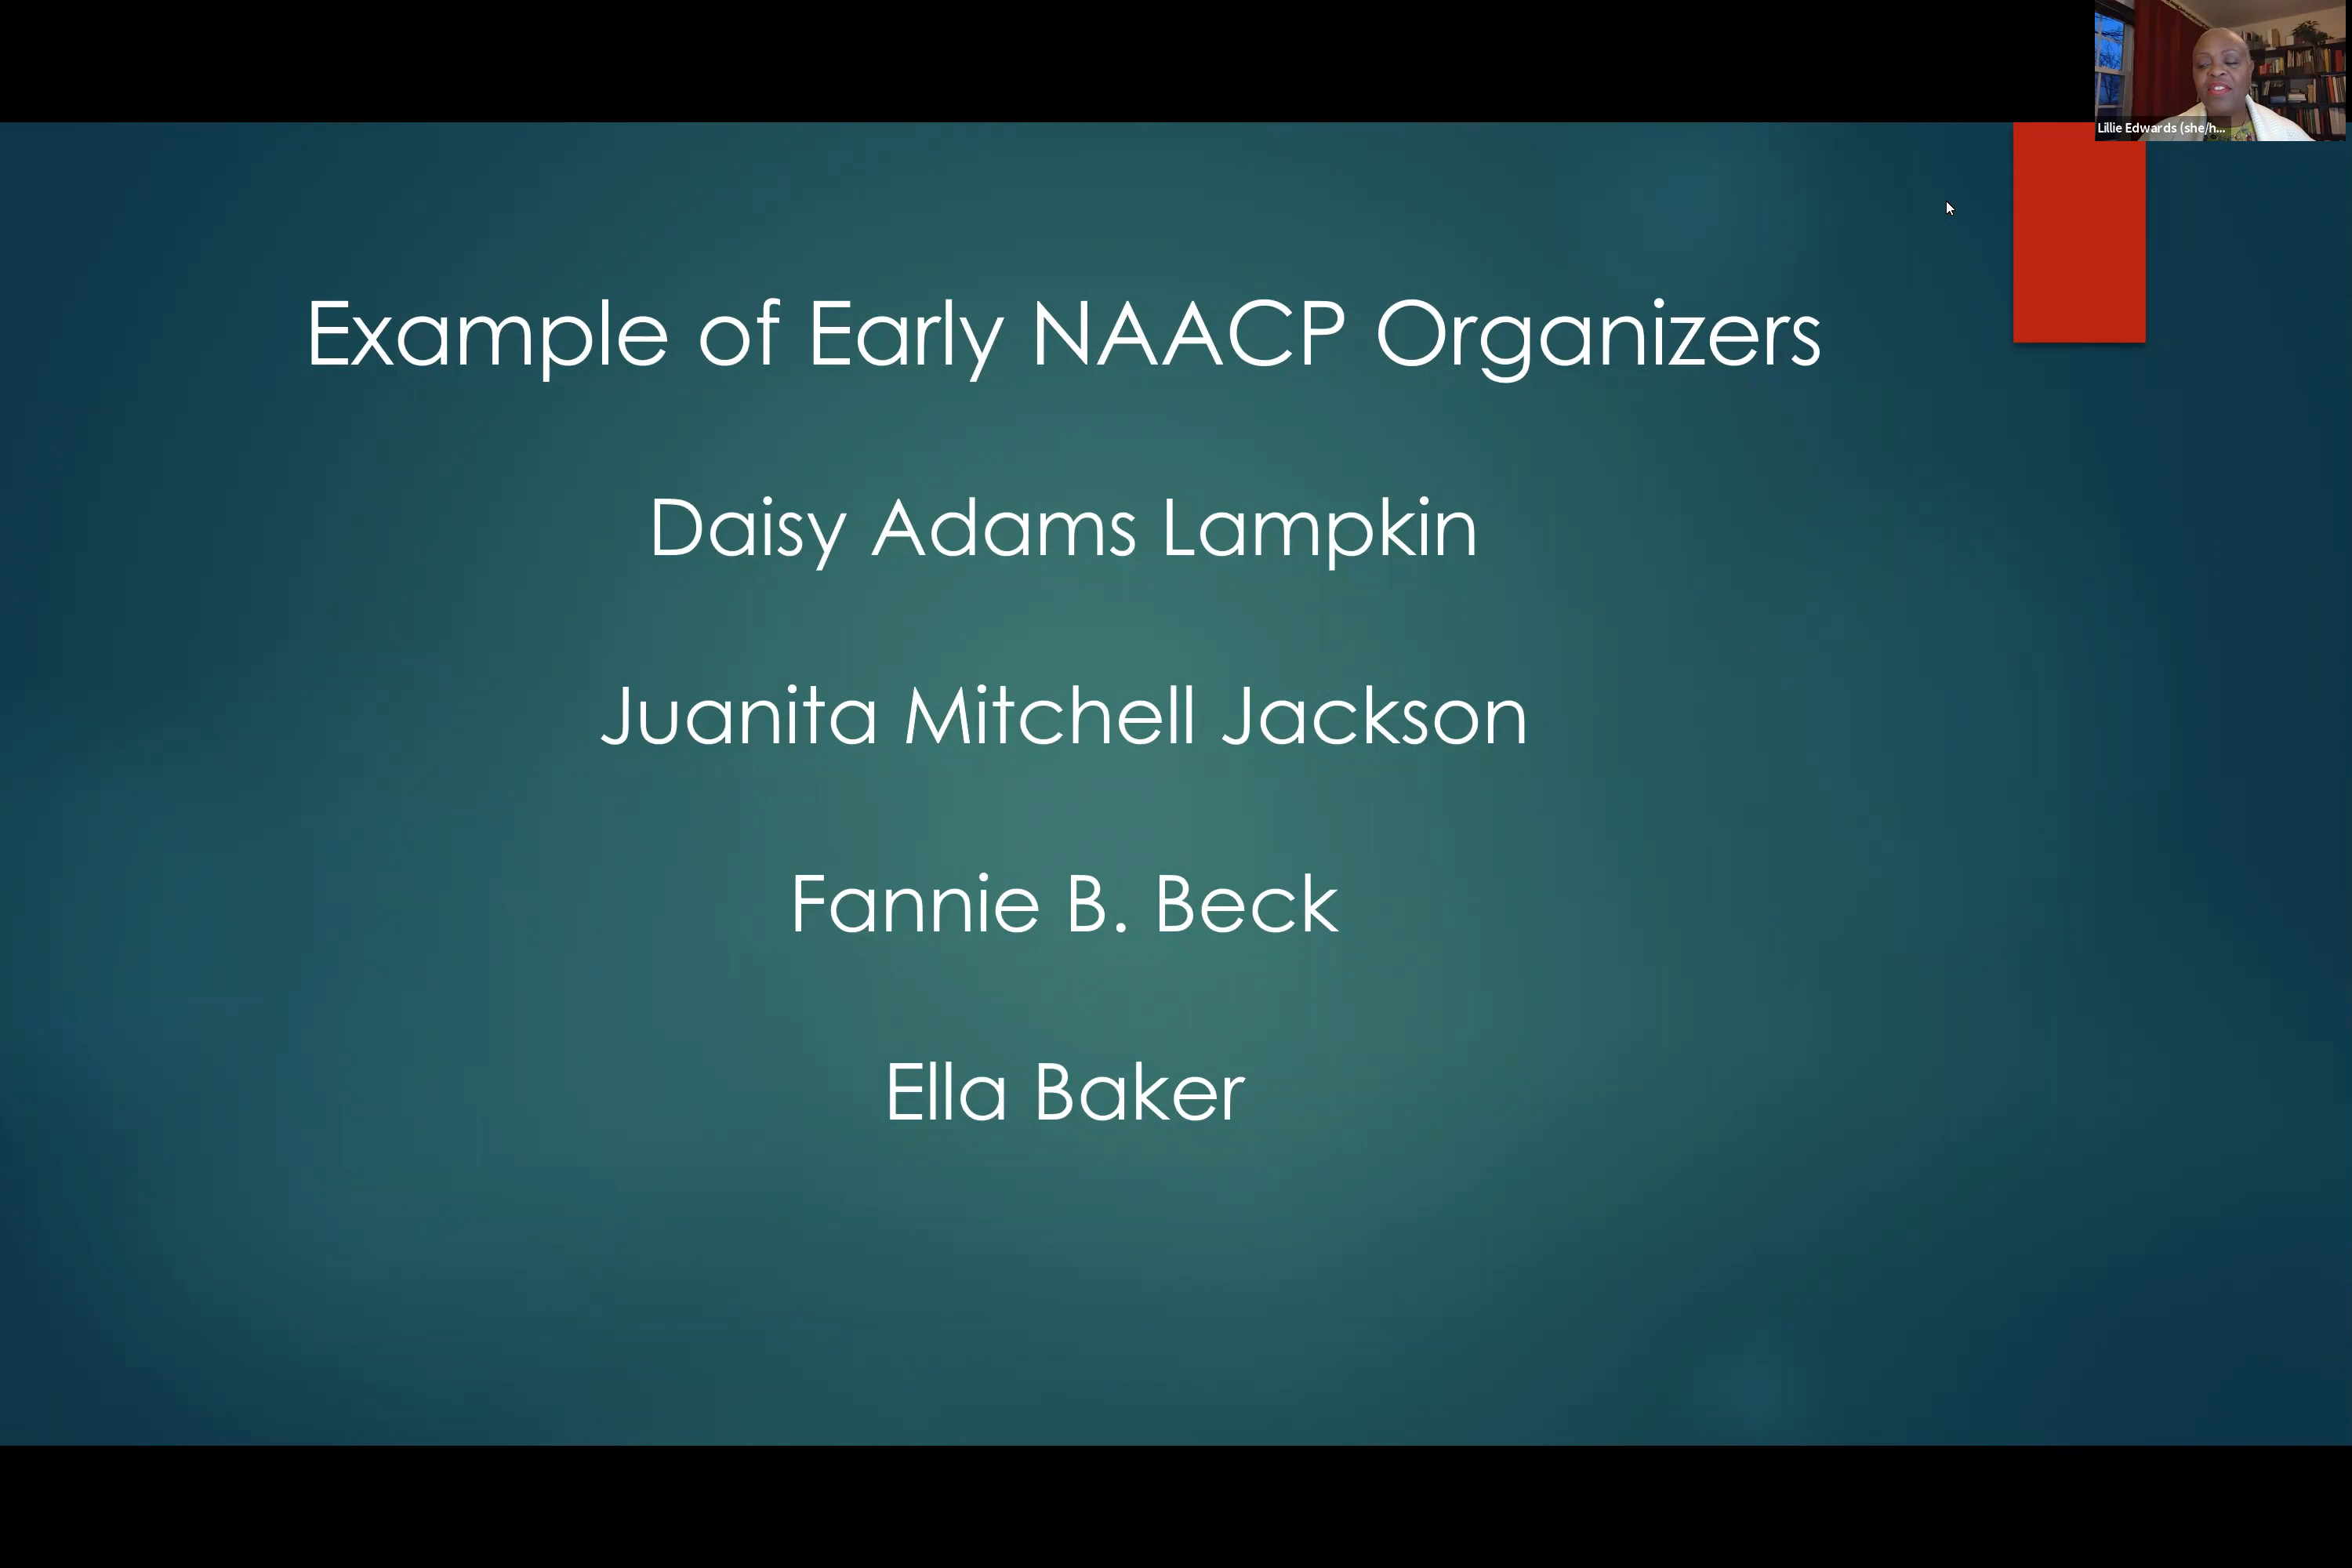 Lillie Edwards (she/h...
Example of Early NAACP Organizers
Daisy Adams Lampkin
Juanita Mitchell Jackson
Fannie B. Beck
Ella Baker